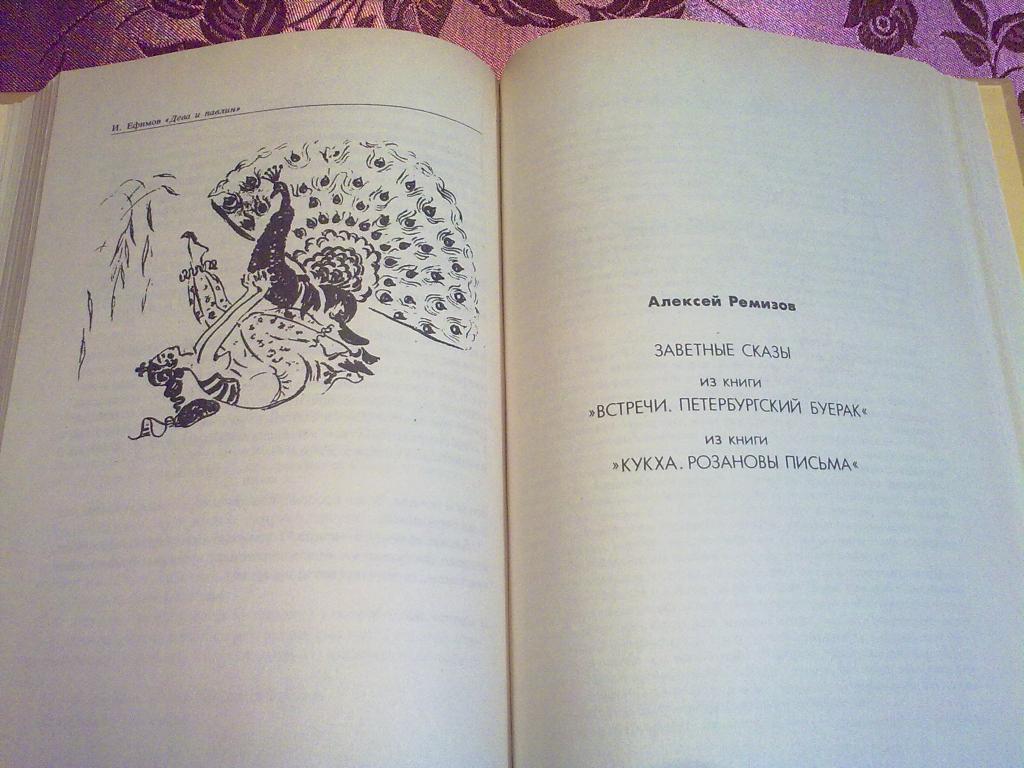 И. Ефимов «Дева и павлин»
Алексей Ремизов
ЗАВЕТНЫЕ СКАЗЫ
ИЗ КНИГИ
»ВСТРЕЧИ. ПЕТЕРБУРГСКИЙ БУЕРАК«
ИЗ КНИГИ
»КУКХА. РОЗАНОВЫ ПИСЬМА«